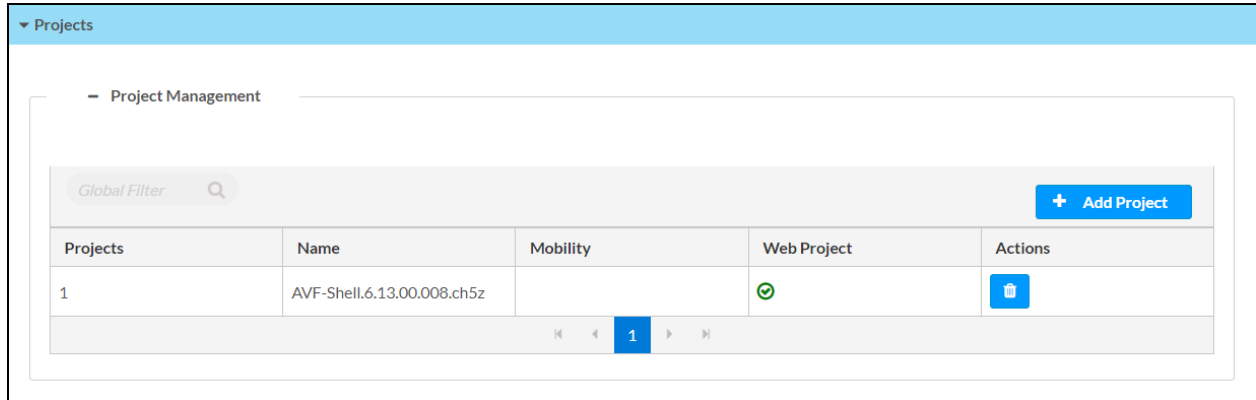 Projects
Project Management
Global Filter
Add Project
Projects Name Mobility Web Project Actions
1 AVF-Shell.6.13.00.008.ch5z
1